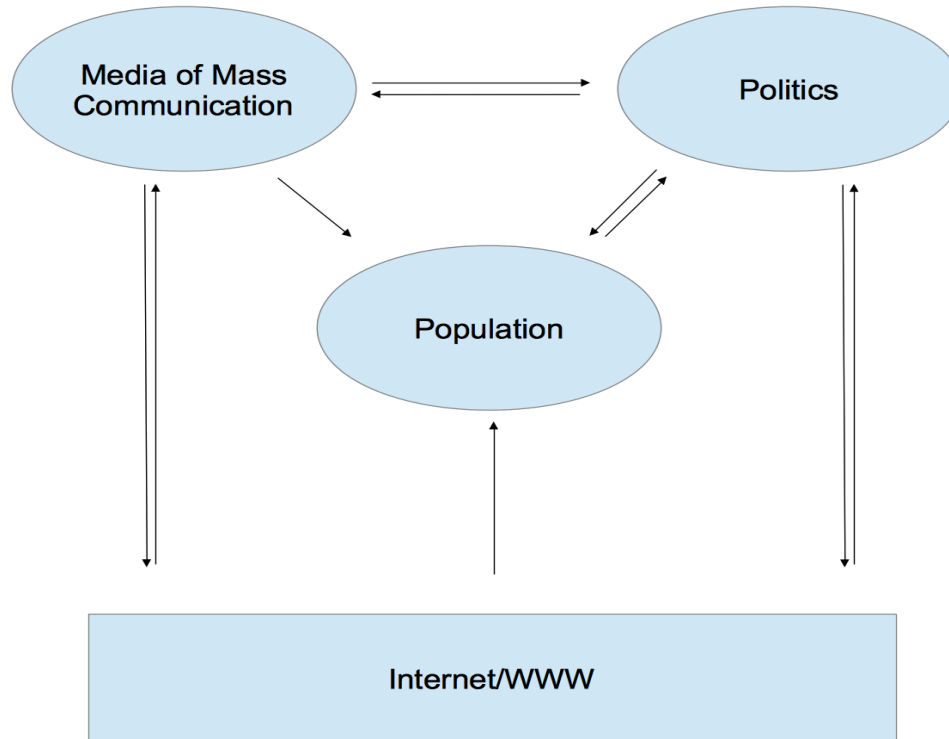 Media of Mass
Communication
Politics
Population
Internet/WWW